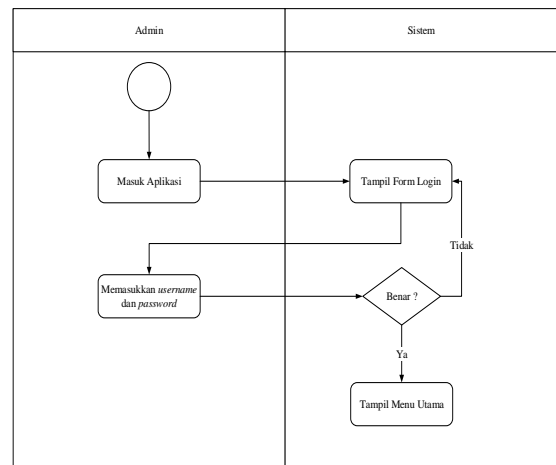 Admin
Sistem
Masuk Aplikasi
Tampil Form Login
Tidak
Memasukkan username
dan password
Benar ?
Ya
Tampil Menu Utama